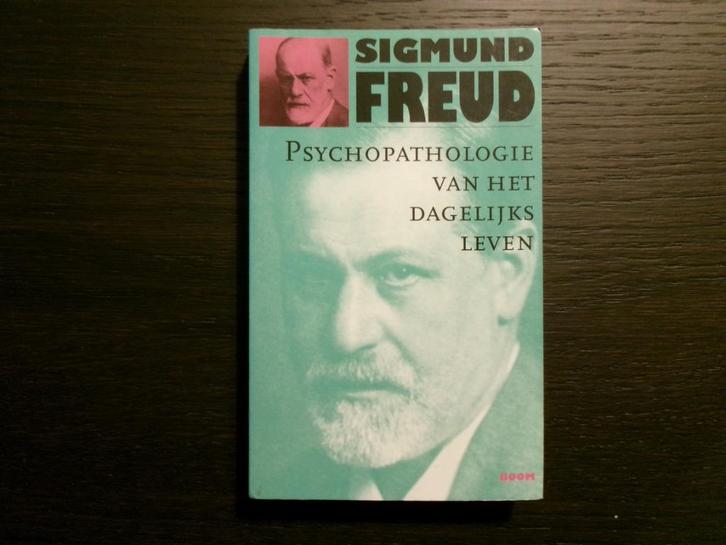 SIGMUND
FREUD
PSYCHOPATHOLOGIE
VAN HET
DAGELIJKS
LEVEN
BOOM